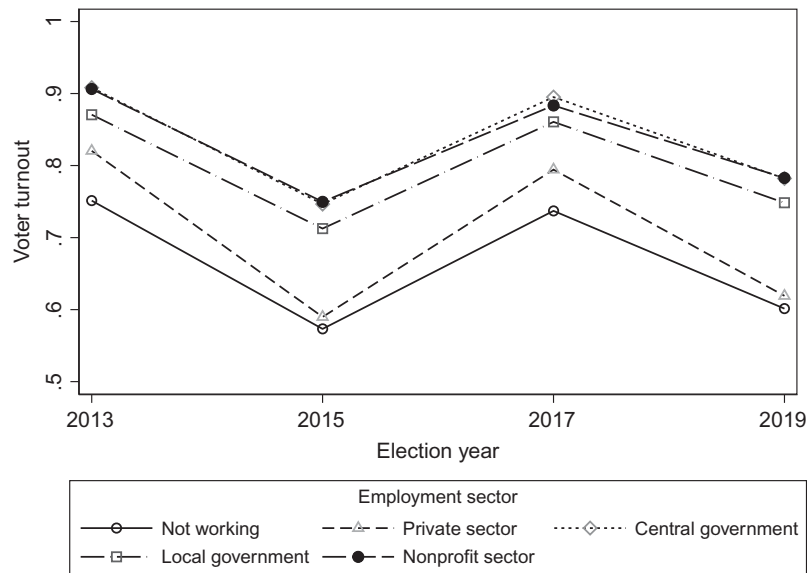 1
.9
.8
.7
.6
.5
Voter turnout
2013 2015 2017 2019
Election year
Employment sector
Not working Private sector Central government
Local government Nonprofit sector